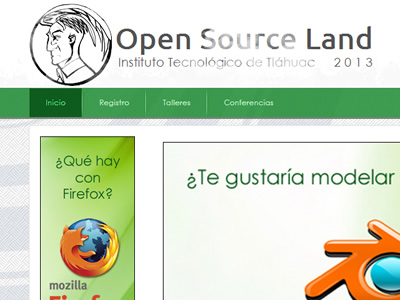 Open Source Land
Instituto Tecnológico de Tláhuac 2013
Inicio Registro Talleres Conferencias
¿Qué hay
con
Firefox?
mozilla
Firefox
¿Te gustaría modelar